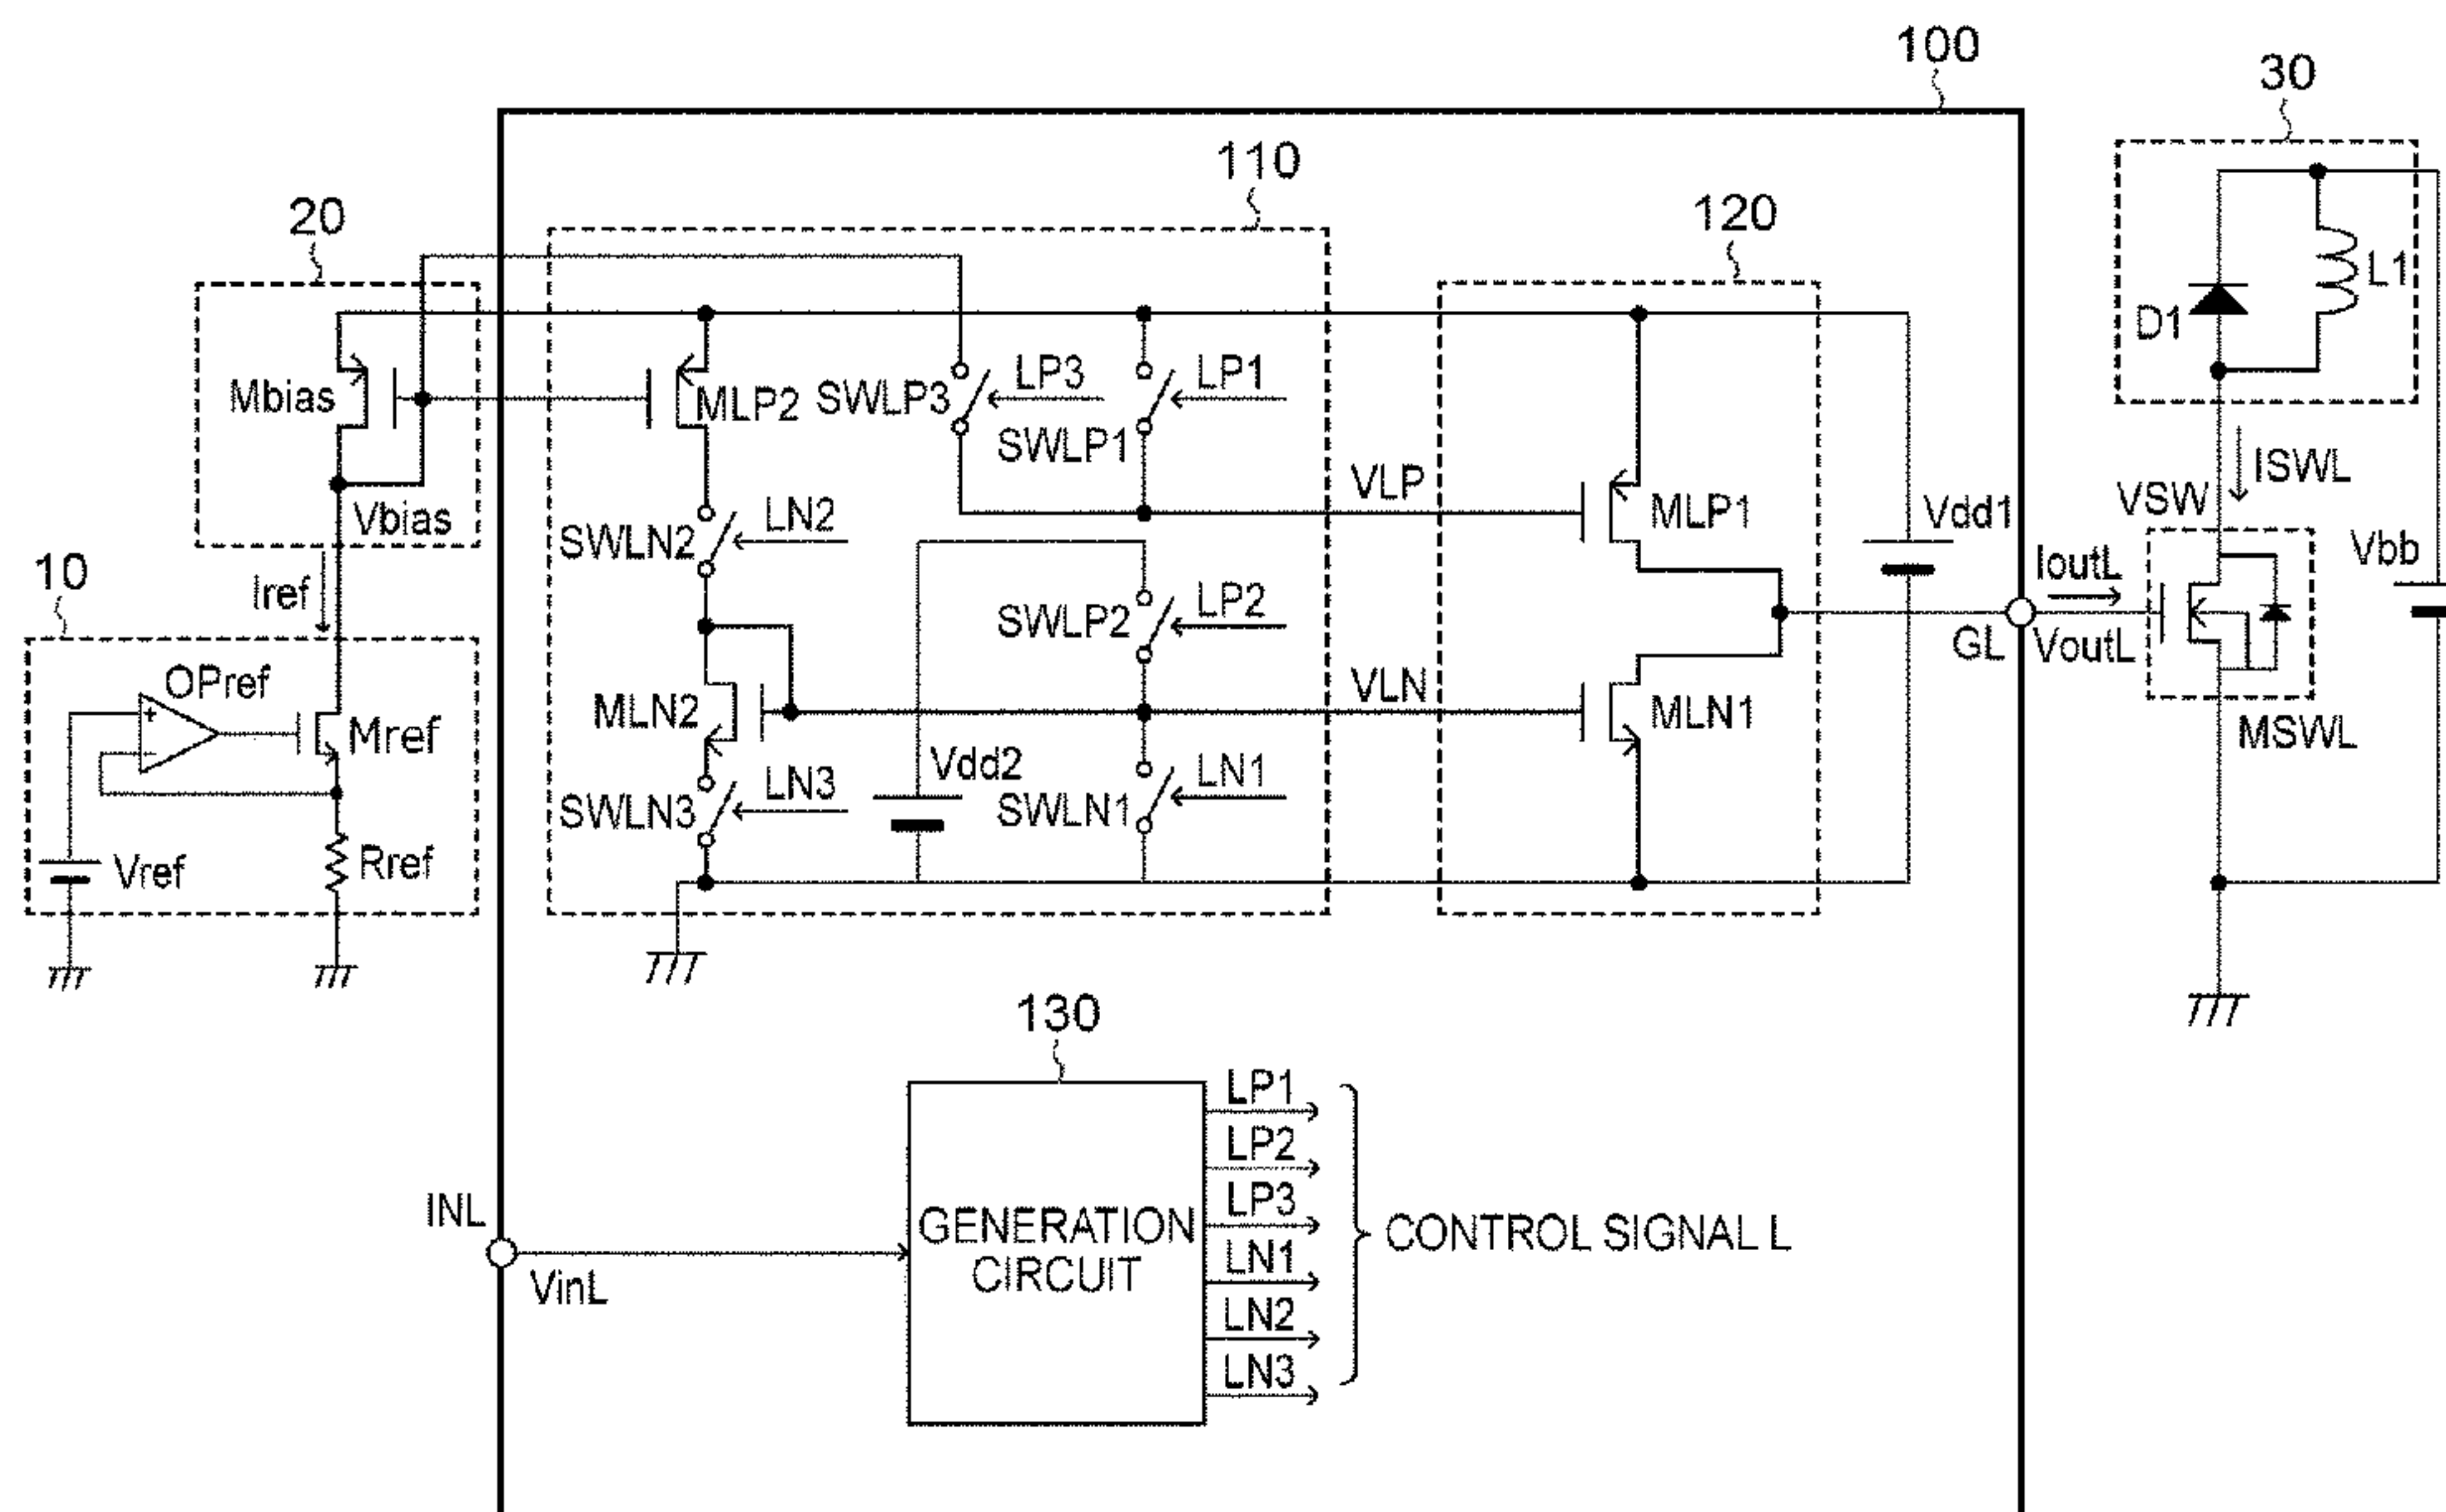 100
30
110
20
120
L1
D1
Mbias
MLP2
SWLP3
LP3
LP1
SWLP1
VLP
ISWL
VSW
Vbias
SWLN2
LN2
MLP1
Vdd1
10
Iref
IoutL
Vbb
SWLP2
LP2
GL
VoutL
OPref
+
−
Mref
MLN2
VLN
MLN1
MSWL
Vdd2
LN3
LN1
SWLN3
SWLN1
Vref
Rref
130
LP1
LP2
LP3
LN1
LN2
LN3
INL
VinL
GENERATION
CIRCUIT
CONTROL SIGNAL L